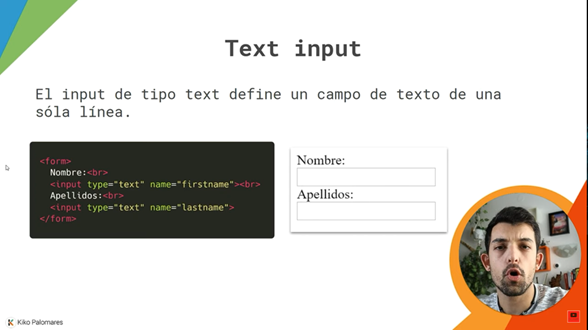 Text input
El input de tipo text define un campo de texto de una
sóla línea.
<form>
Nombre:<br>
<input type="text" name="firstname"><br>
Apellidos:<br>
<input type="text" name="lastname">
</form>
Nombre:
Apellidos:
Kiko Palomares